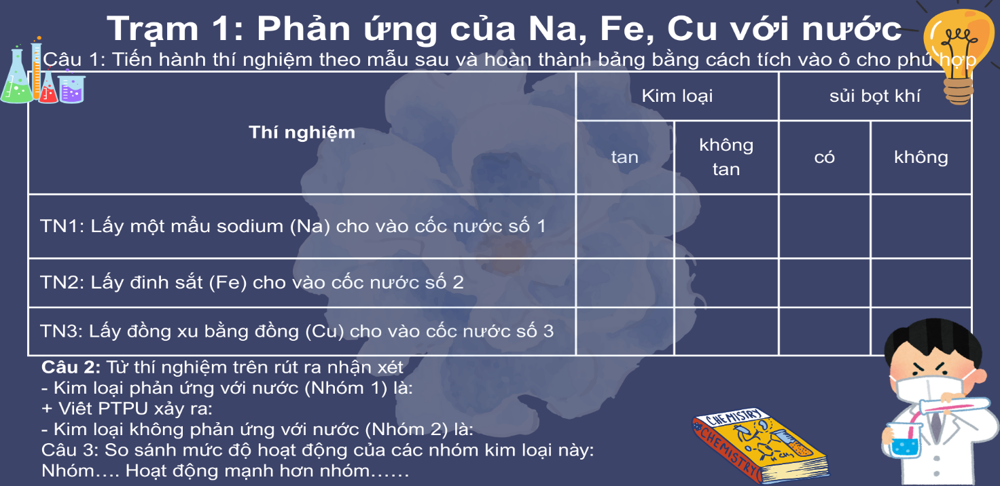 Trạm 1: Phản ứng của Na, Fe, Cu với nước
Câu 1: Tiến hành thí nghiệm theo mẫu sau và hoàn thành bảng bằng cách tích vào ô cho phú hợp
Thí nghiệm
Kim loại
sủi bọt khí
tan
không
tan
có
không
TN1: Lấy một mẩu sodium (Na) cho vào cốc nước số 1
TN2: Lấy đinh sắt (Fe) cho vào cốc nước số 2
TN3: Lấy đồng xu bằng đồng (Cu) cho vào cốc nước số 3
Câu 2: Từ thí nghiệm trên rút ra nhận xét
- Kim loại phản ứng với nước (Nhóm 1) là:
+ Viết PTPU xảy ra:
- Kim loại không phản ứng với nước (Nhóm 2) là:
Câu 3: So sánh mức độ hoạt động của các nhóm kim loại này:
Nhóm…. Hoạt động mạnh hơn nhóm……
CHEMISTRY
CHEMISTRY